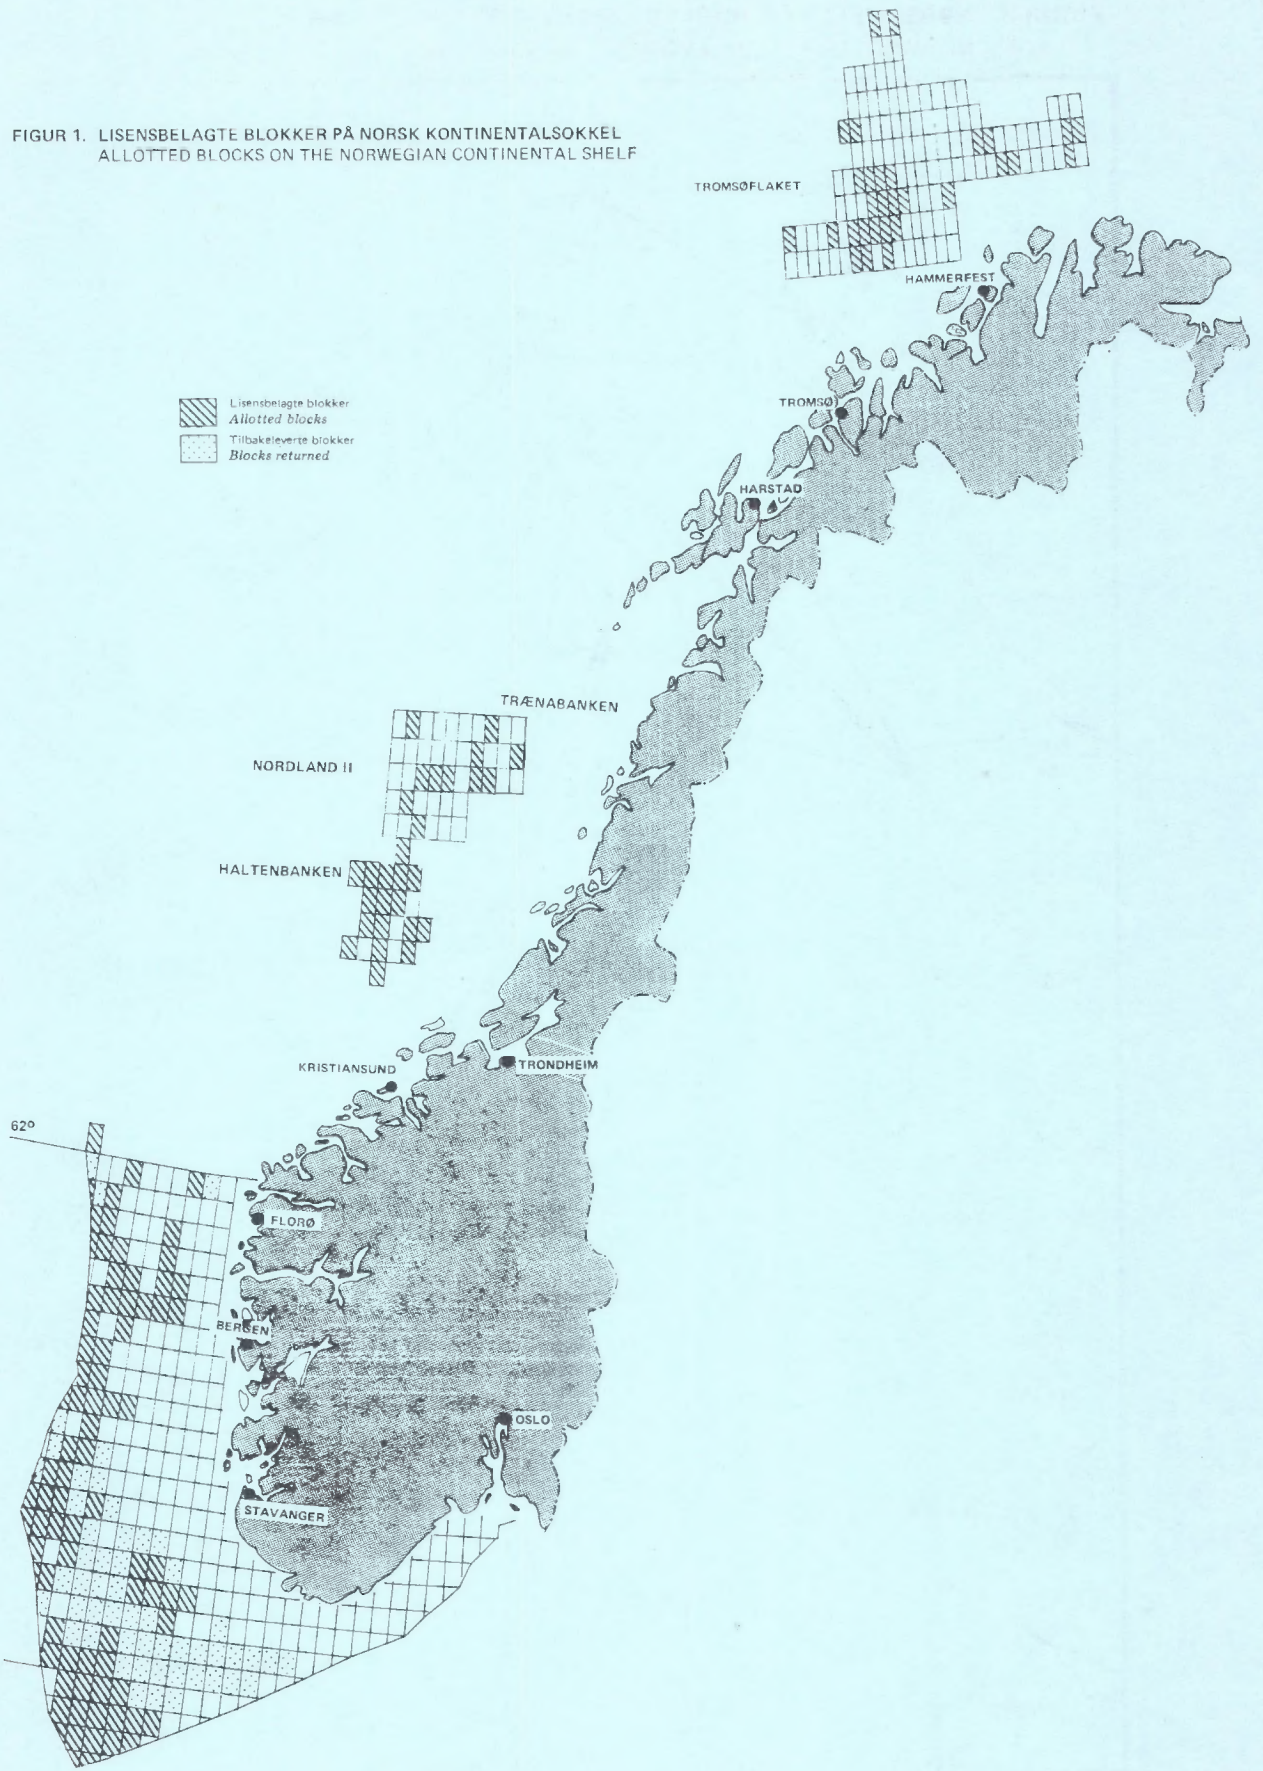 FIGUR 1. LISENSBELAGTE BLOKKER PÅ NORSK KONTINENTALSOKKEL
ALLOTTED BLOCKS ON THE NORWEGIAN CONTINENTAL SHELF
TROMSØFLAKET
HAMMERFEST
Lisensbelagte blokker
Allotted blocks
Tilbakeleverte blokker
Blocks returned
TROMSØ
HARSTAD
TRÆNABANKEN
NORDLAND II
HALTENBANKEN
KRISTIANSUND
TRONDHEIM
62°
FLORØ
BERGEN
OSLO
STAVANGER